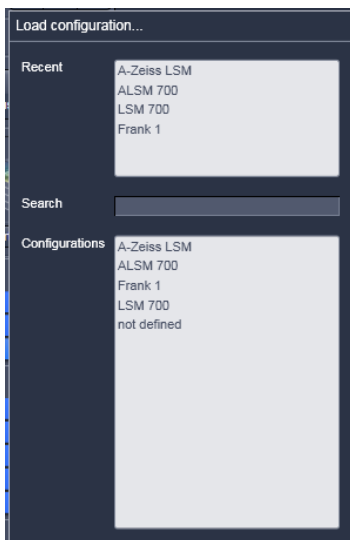 Load configuration...
Recent
A-Zeiss LSM
ALSM 700
LSM 700
Frank 1
Search
Configurations
A-Zeiss LSM
ALSM 700
Frank 1
LSM 700
not defined